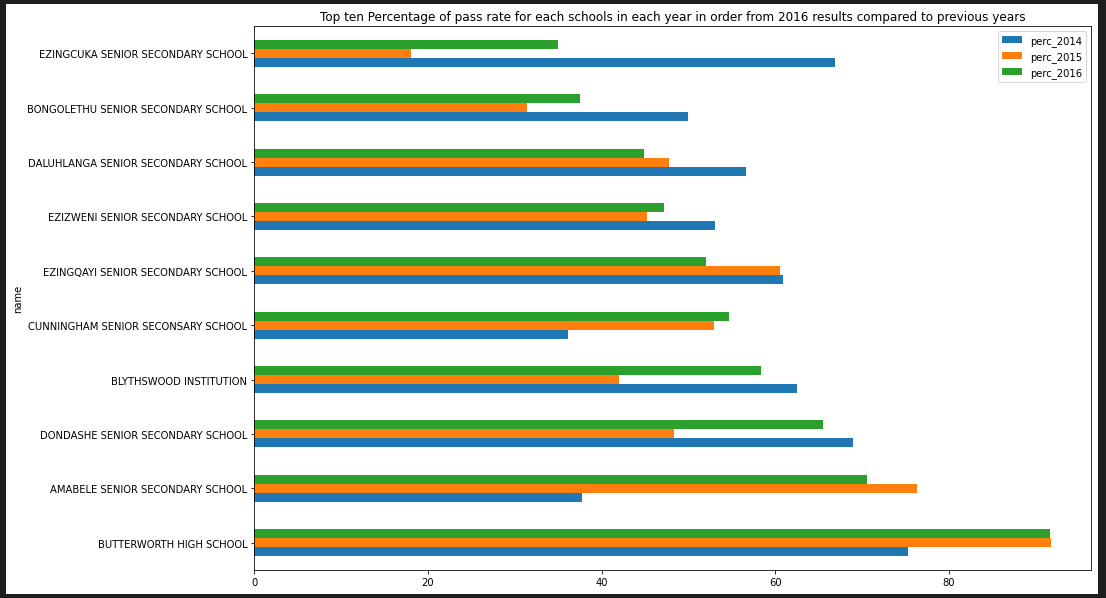 Top ten Percentage of pass rate for each schools in each year in order from 2016 results compared to previous years
perc_2014
perc_2015
perc_2016
EZINGCUKA SENIOR SECONDARY SCHOOL
BONGOLETHU SENIOR SECONDARY SCHOOL
DALUHLANGA SENIOR SECONDARY SCHOOL
EZIZWENI SENIOR SECONDARY SCHOOL
EZINGQAYI SENIOR SECONDARY SCHOOL
name
CUNNINGHAM SENIOR SECONSARY SCHOOL
BLYTHSWOOD INSTITUTION
DONDASHE SENIOR SECONDARY SCHOOL
AMABELE SENIOR SECONDARY SCHOOL
BUTTERWORTH HIGH SCHOOL
0 20 40 60 80